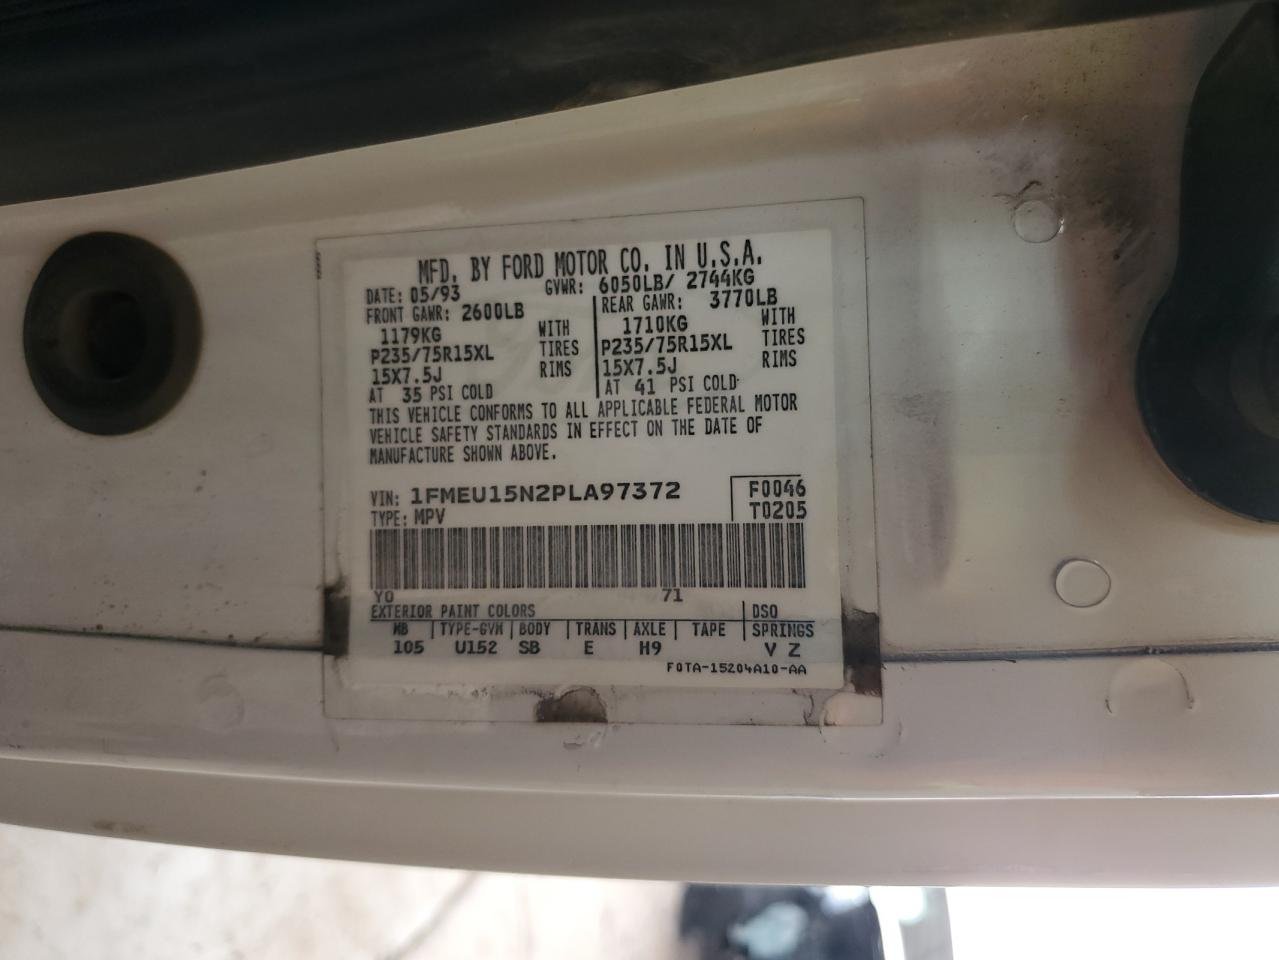 MFD. BY FORD MOTOR CO. IN U.S.A.
DATE: 05/93 GVWR: 6050LB/ 2744KG
FRONT GAWR: 2600LB REAR GAWR: 3770LB
1179KG WITH 1710KG WITH
P235/75R15XL TIRES P235/75R15XL TIRES
15X7.5J RIMS 15X7.5J RIMS
AT 35 PSI COLD AT 41 PSI COLD
THIS VEHICLE CONFORMS TO ALL APPLICABLE FEDERAL MOTOR
VEHICLE SAFETY STANDARDS IN EFFECT ON THE DATE OF
MANUFACTURE SHOWN ABOVE.
VIN: 1FMEU15N2PLA97372 F0046
TYPE: MPV T0205
YO 71
EXTERIOR PAINT COLORS DSO
WB TYPE-GVW BODY TRANS AXLE TAPE SPRINGS
105 U152 SB E H9 V Z
F0TA-15204A10-AA